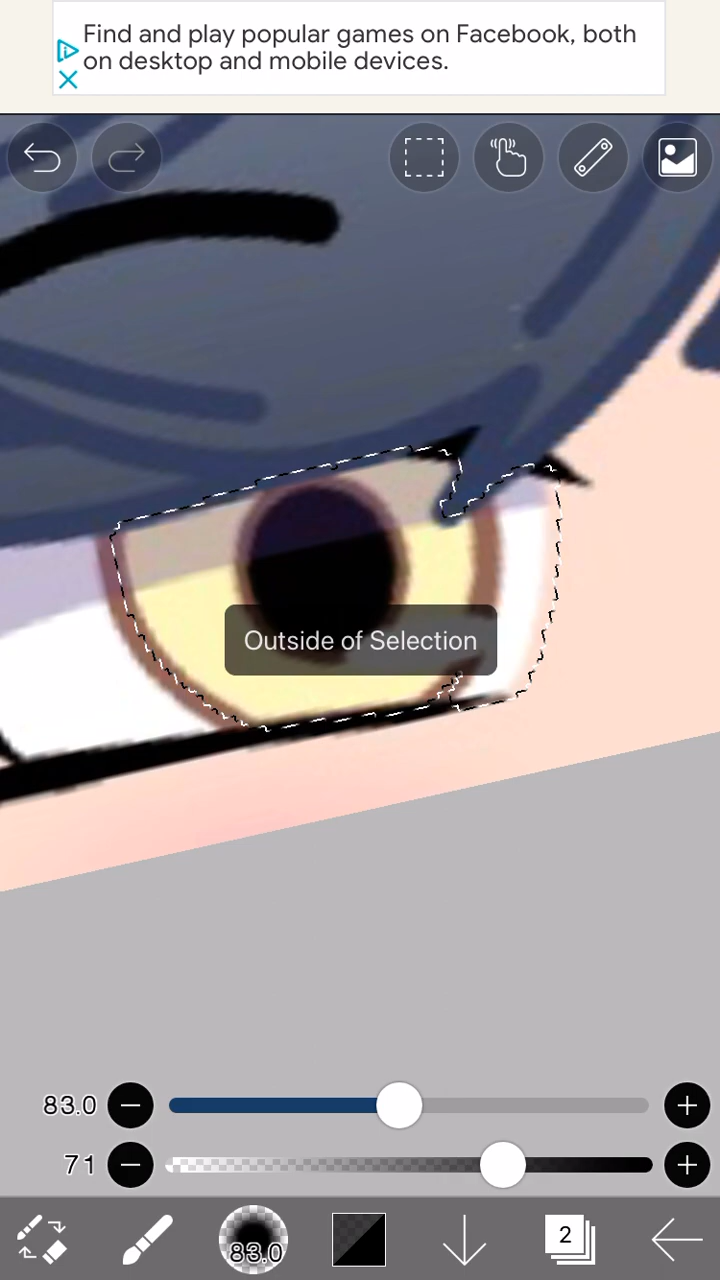 Find and play popular games on Facebook, both
on desktop and mobile devices.
Outside of Selection
83.0
71
83.0
2